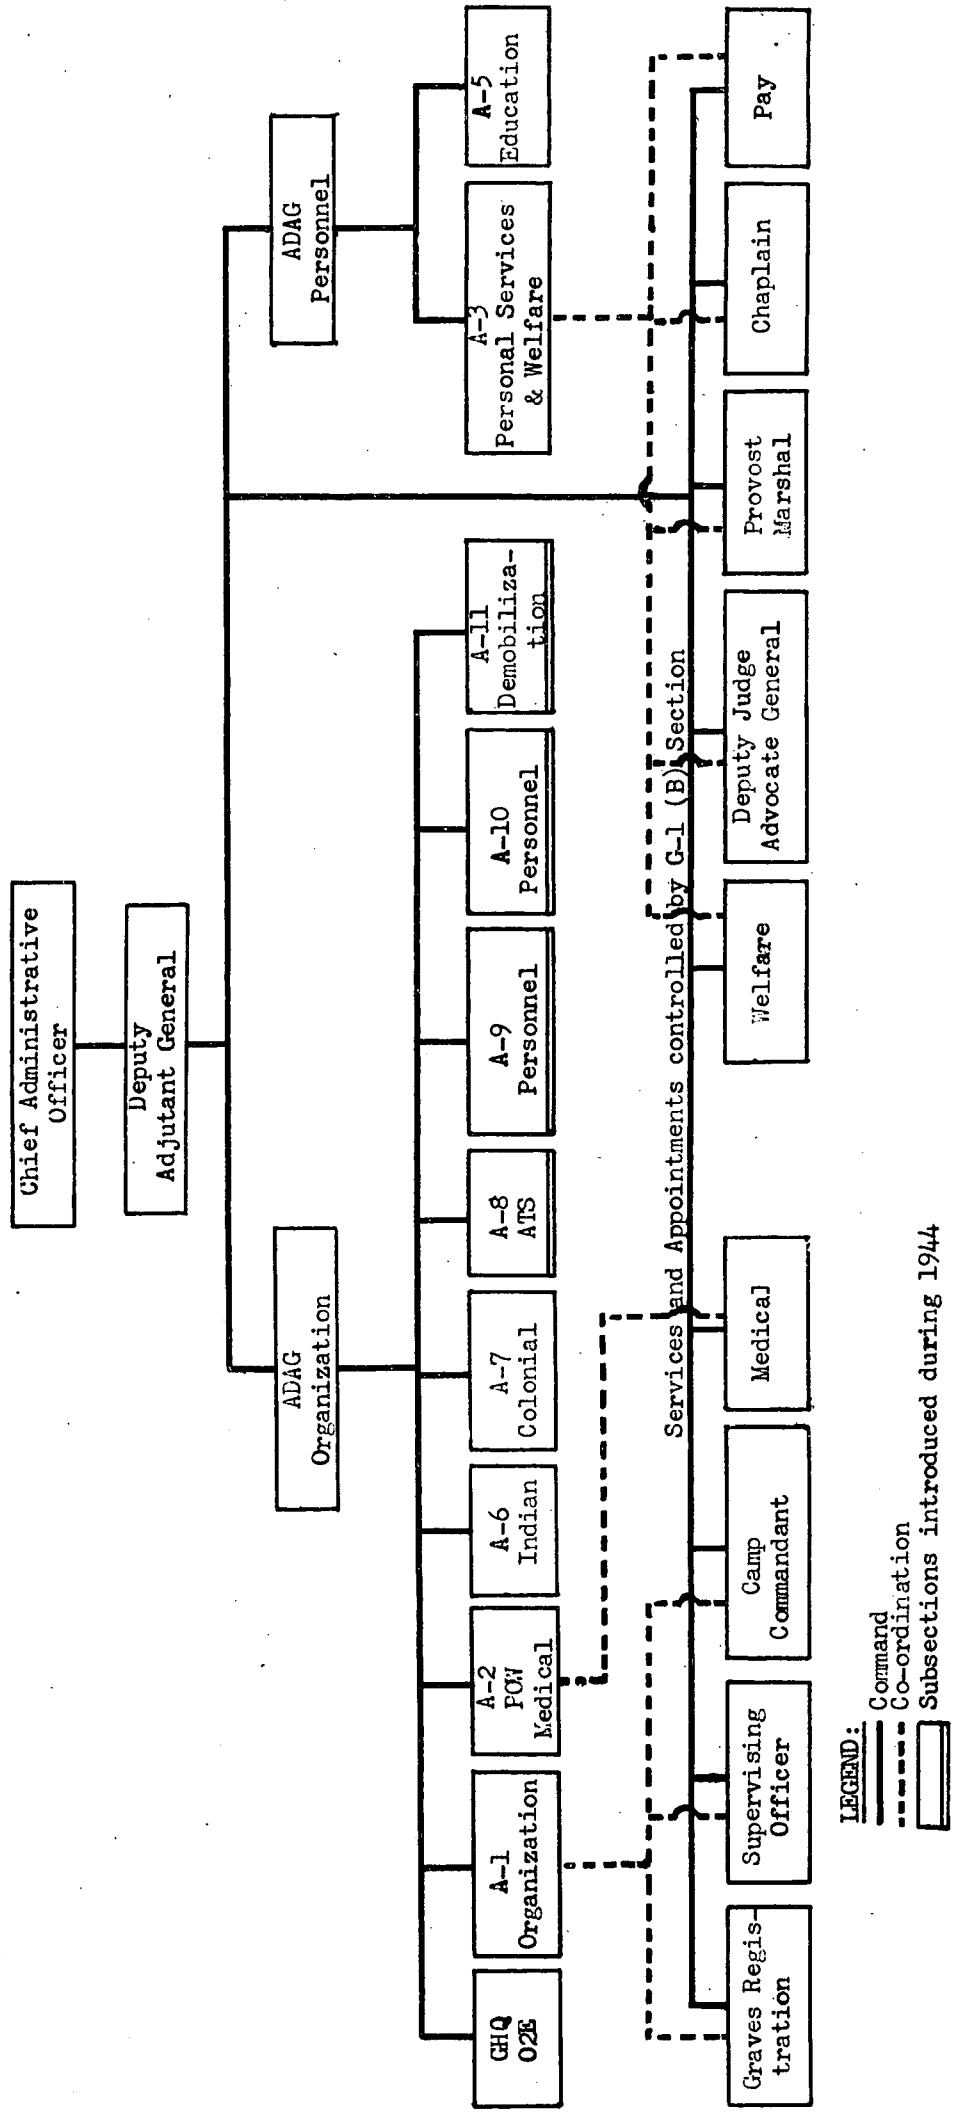 Chief Administrative
Officer
Deputy
Adjutant General
ADAG
Organization
ADAG
Personnel
GHQ
O2E
A-1
Organization
A-2
POW
Medical
A-6
Indian
A-7
Colonial
A-8
ATS
A-9
Personnel
A-10
Personnel
A-11
Demobiliza-
tion
A-3
Personal Services
& Welfare
A-5
Education
Services and Appointments controlled by G-1 (B) Section
Graves Regis-
tration
Supervising
Officer
Camp
Commandant
Medical
Welfare
Deputy Judge
Advocate General
Provost
Marshal
Chaplain
Pay
LEGEND:
Command
Co-ordination
Subsections introduced during 1944